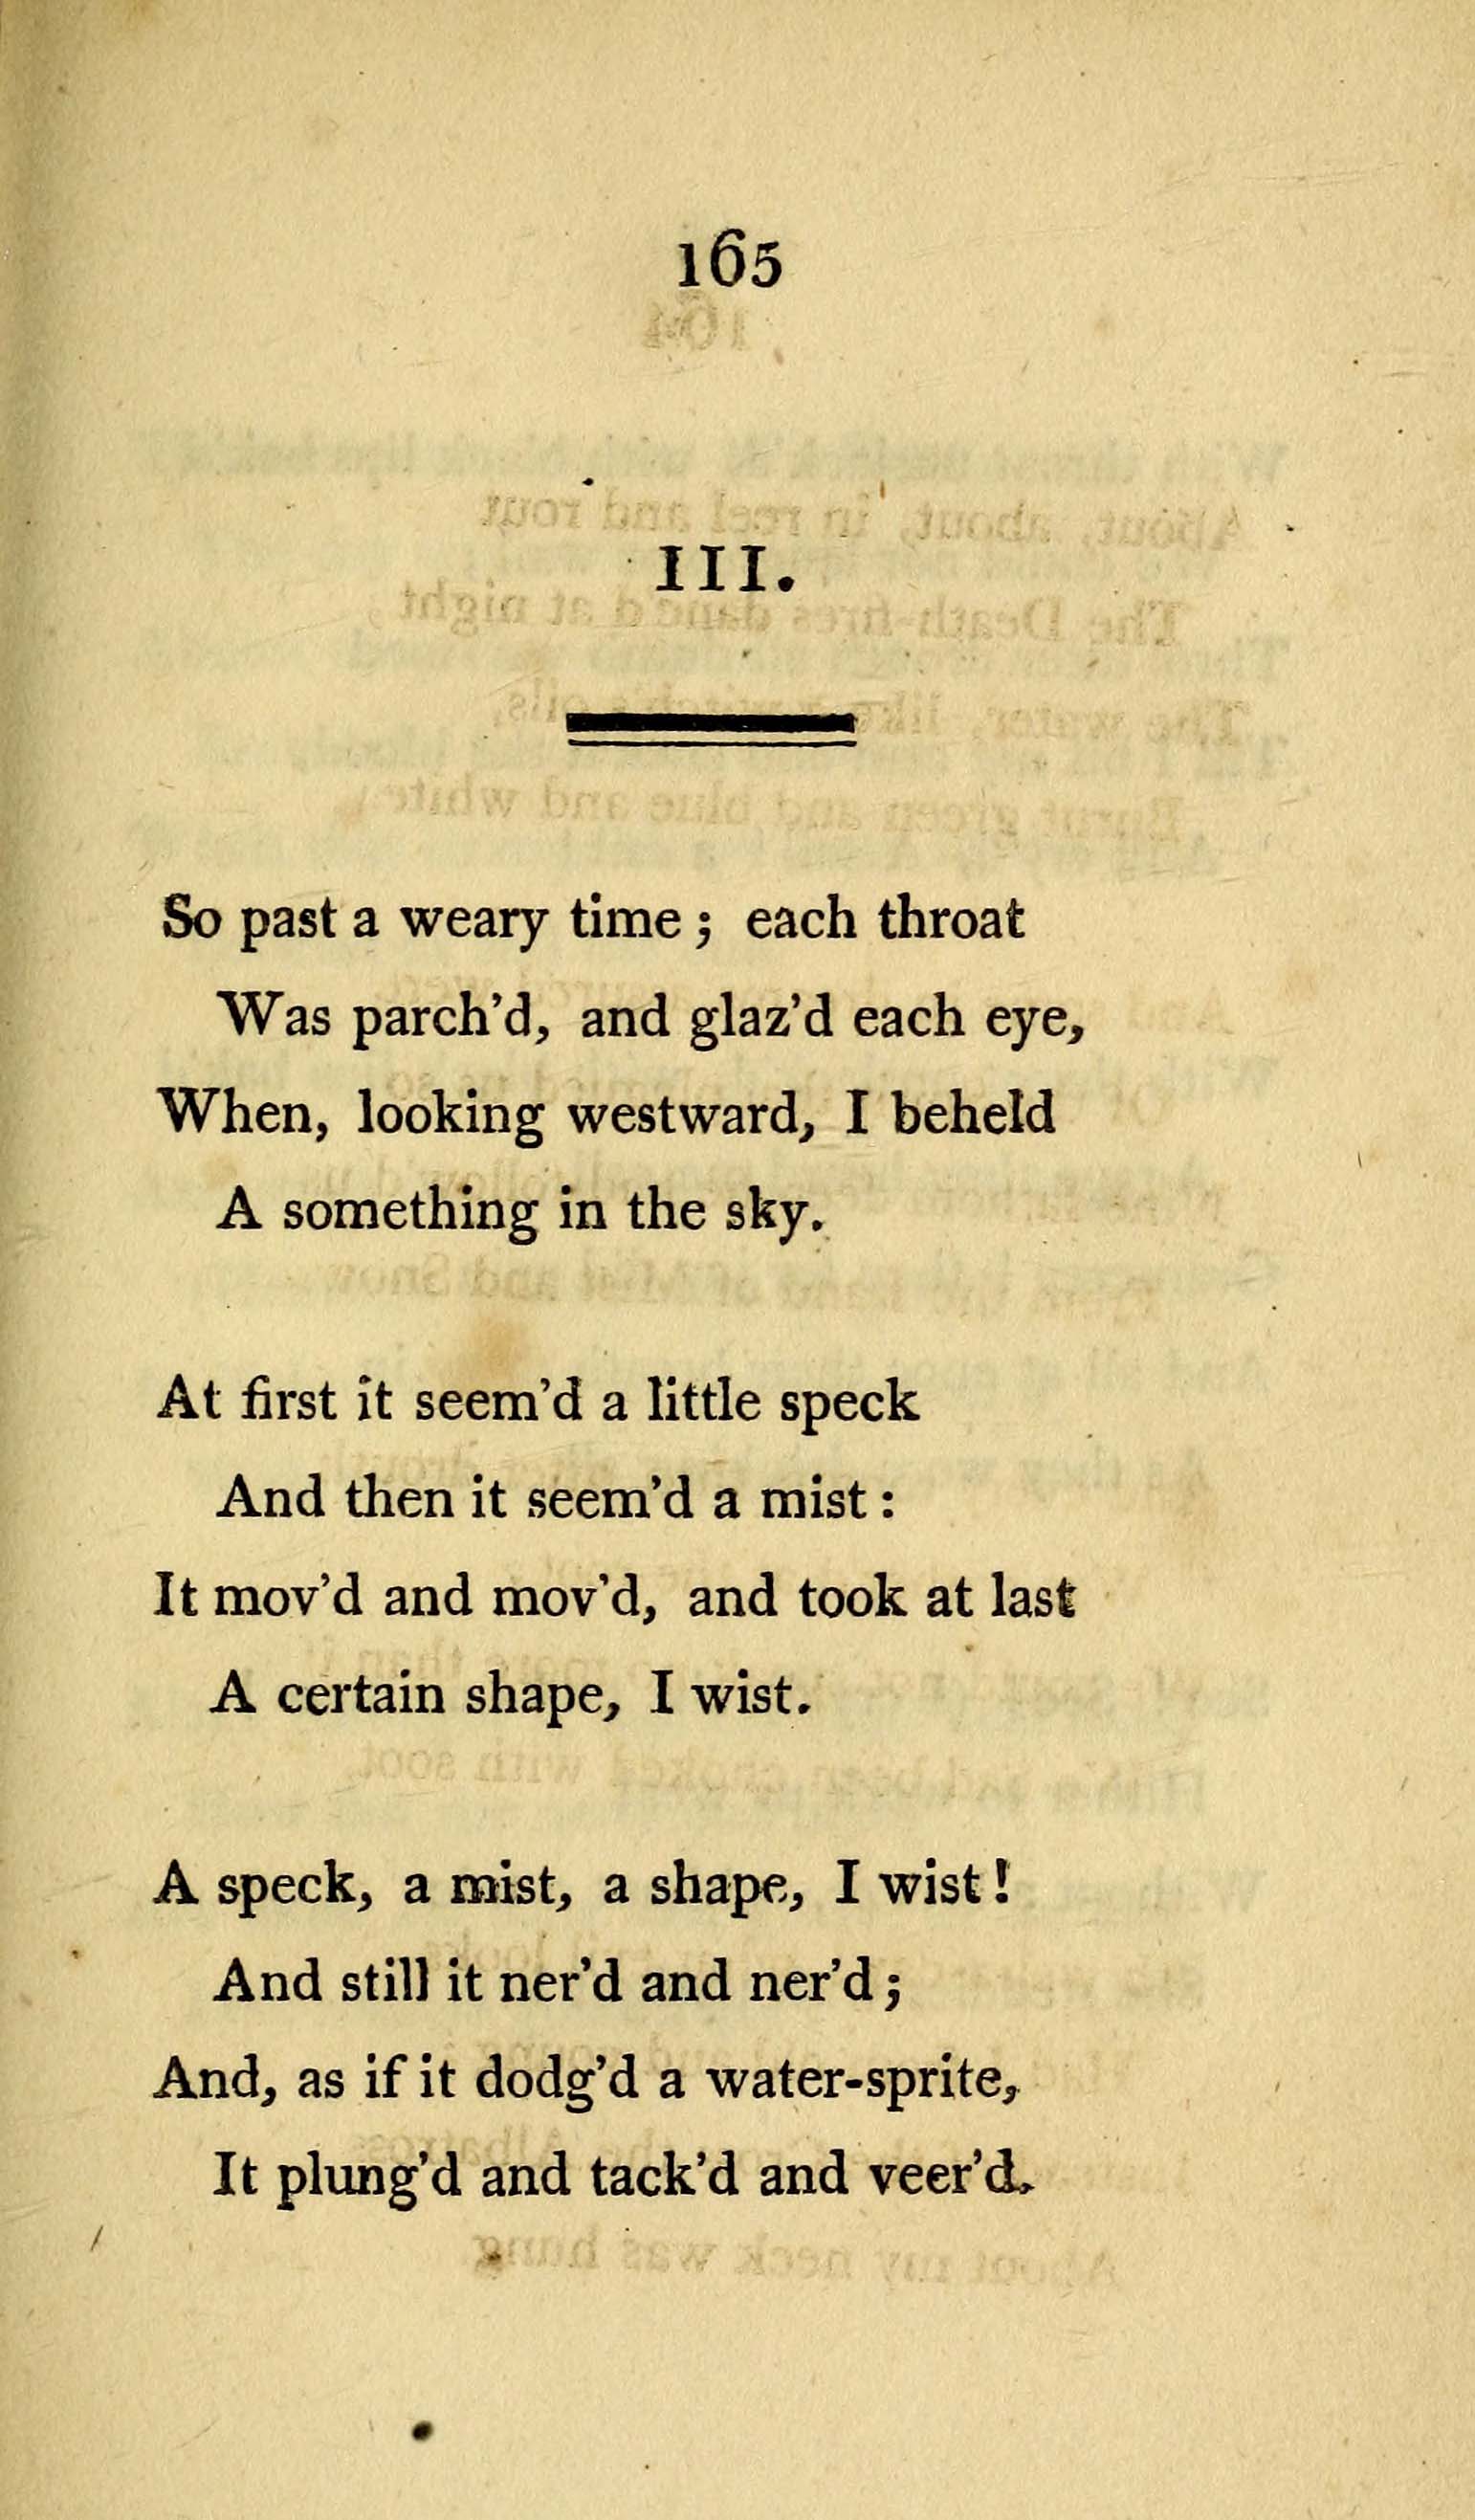 165
III.
So past a weary time; each throat
Was parch'd, and glaz'd each eye,
When, looking westward, I beheld
A something in the sky.
At first it seem'd a little speck
And then it seem'd a mist:
It mov'd and mov'd, and took at last
A certain shape, I wist.
A speck, a mist, a shape, I wist!
And still it ner'd and ner'd;
And, as if it dodg'd a water-sprite,
It plung'd and tack'd and veer'd.